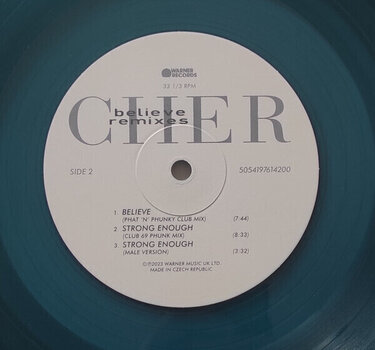 WARNER
RECORDS
33 1/3 RPM
CHER
believe
remixes
SIDE 2
5054197614200
1. BELIEVE
(PHAT 'N' PHUNKY CLUB MIX) (7:44)
2. STRONG ENOUGH
(CLUB 69 PHUNK MIX) (8:33)
3. STRONG ENOUGH
(MALE VERSION) (3:32)
©℗2023 WARNER MUSIC UK LTD.
MADE IN CZECH REPUBLIC